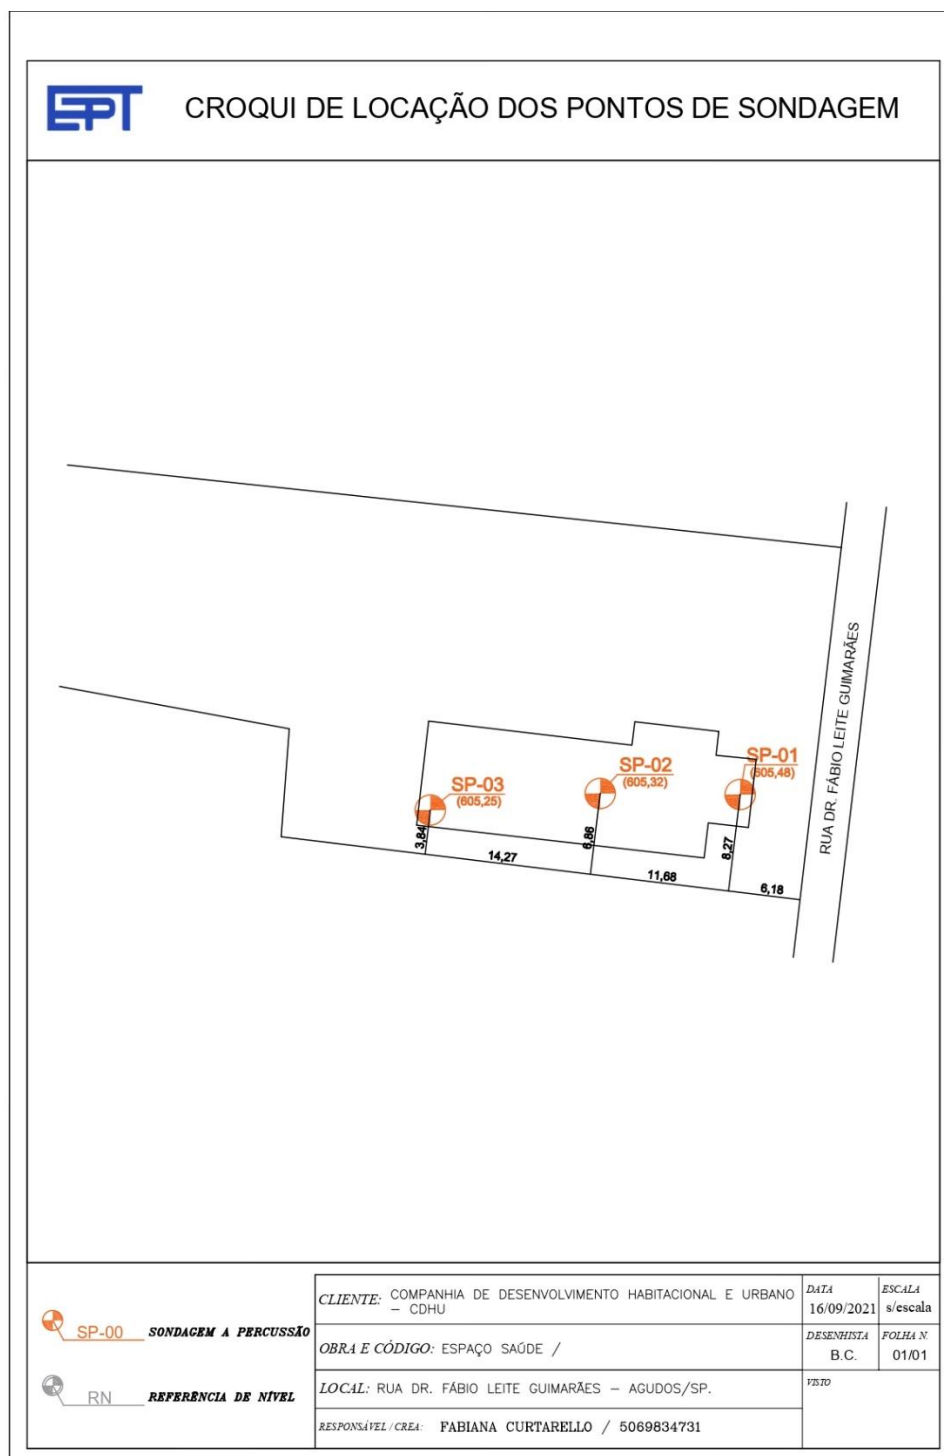 EPT
CROQUI DE LOCAÇÃO DOS PONTOS DE SONDAGEM
RUA DR. FÁBIO LEITE GUIMARÃES
SP-01
(605,48)
SP-02
(605,32)
SP-03
(605,25)
3,84
6,86
8,27
14,27
11,68
6,18
SP-00 SONDAGEM A PERCUSSÃO
RN REFERÊNCIA DE NÍVEL
CLIENTE: COMPANHIA DE DESENVOLVIMENTO HABITACIONAL E URBANO
– CDHU
DATA
16/09/2021
ESCALA
s/escala
OBRA E CÓDIGO: ESPAÇO SAÚDE /
DESENHISTA
B.C.
FOLHA N.
01/01
LOCAL: RUA DR. FÁBIO LEITE GUIMARÃES – AGUDOS/SP.
VISTO
RESPONSÁVEL / CREA: FABIANA CURTARELLO / 5069834731